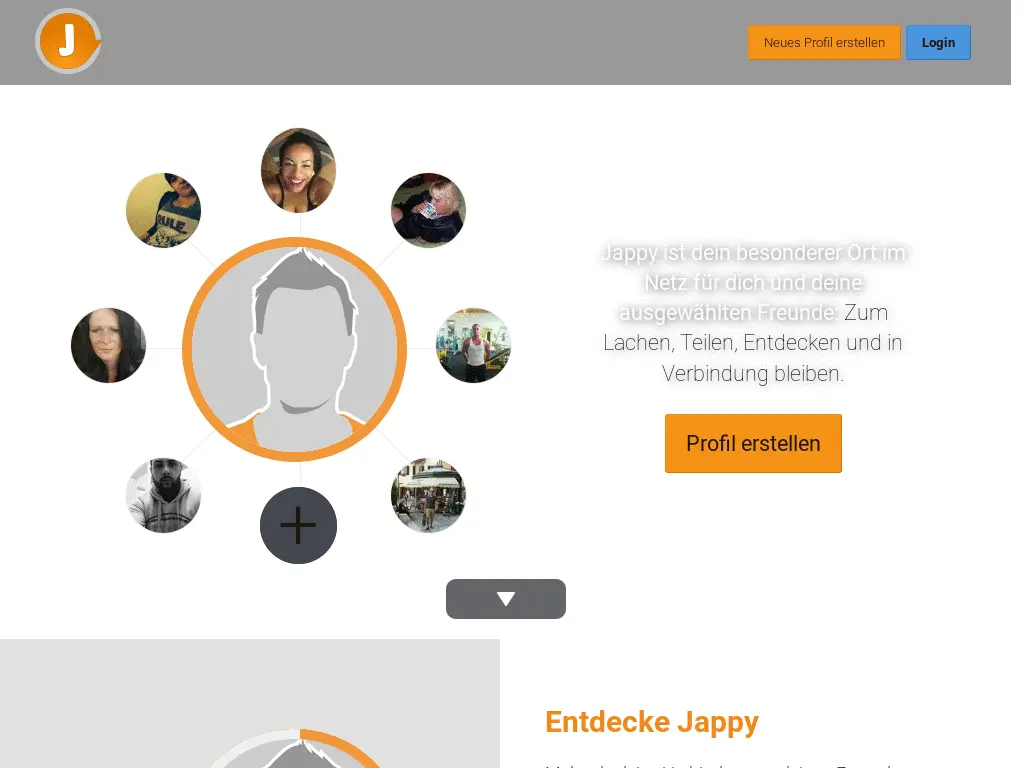 J
Neues Profil erstellen
Login
RULE.
Jappy ist dein besonderer Ort im
Netz für dich und deine
ausgewählten Freunde: Zum
Lachen, Teilen, Entdecken und in
Verbindung bleiben.
Profil erstellen
Entdecke Jappy